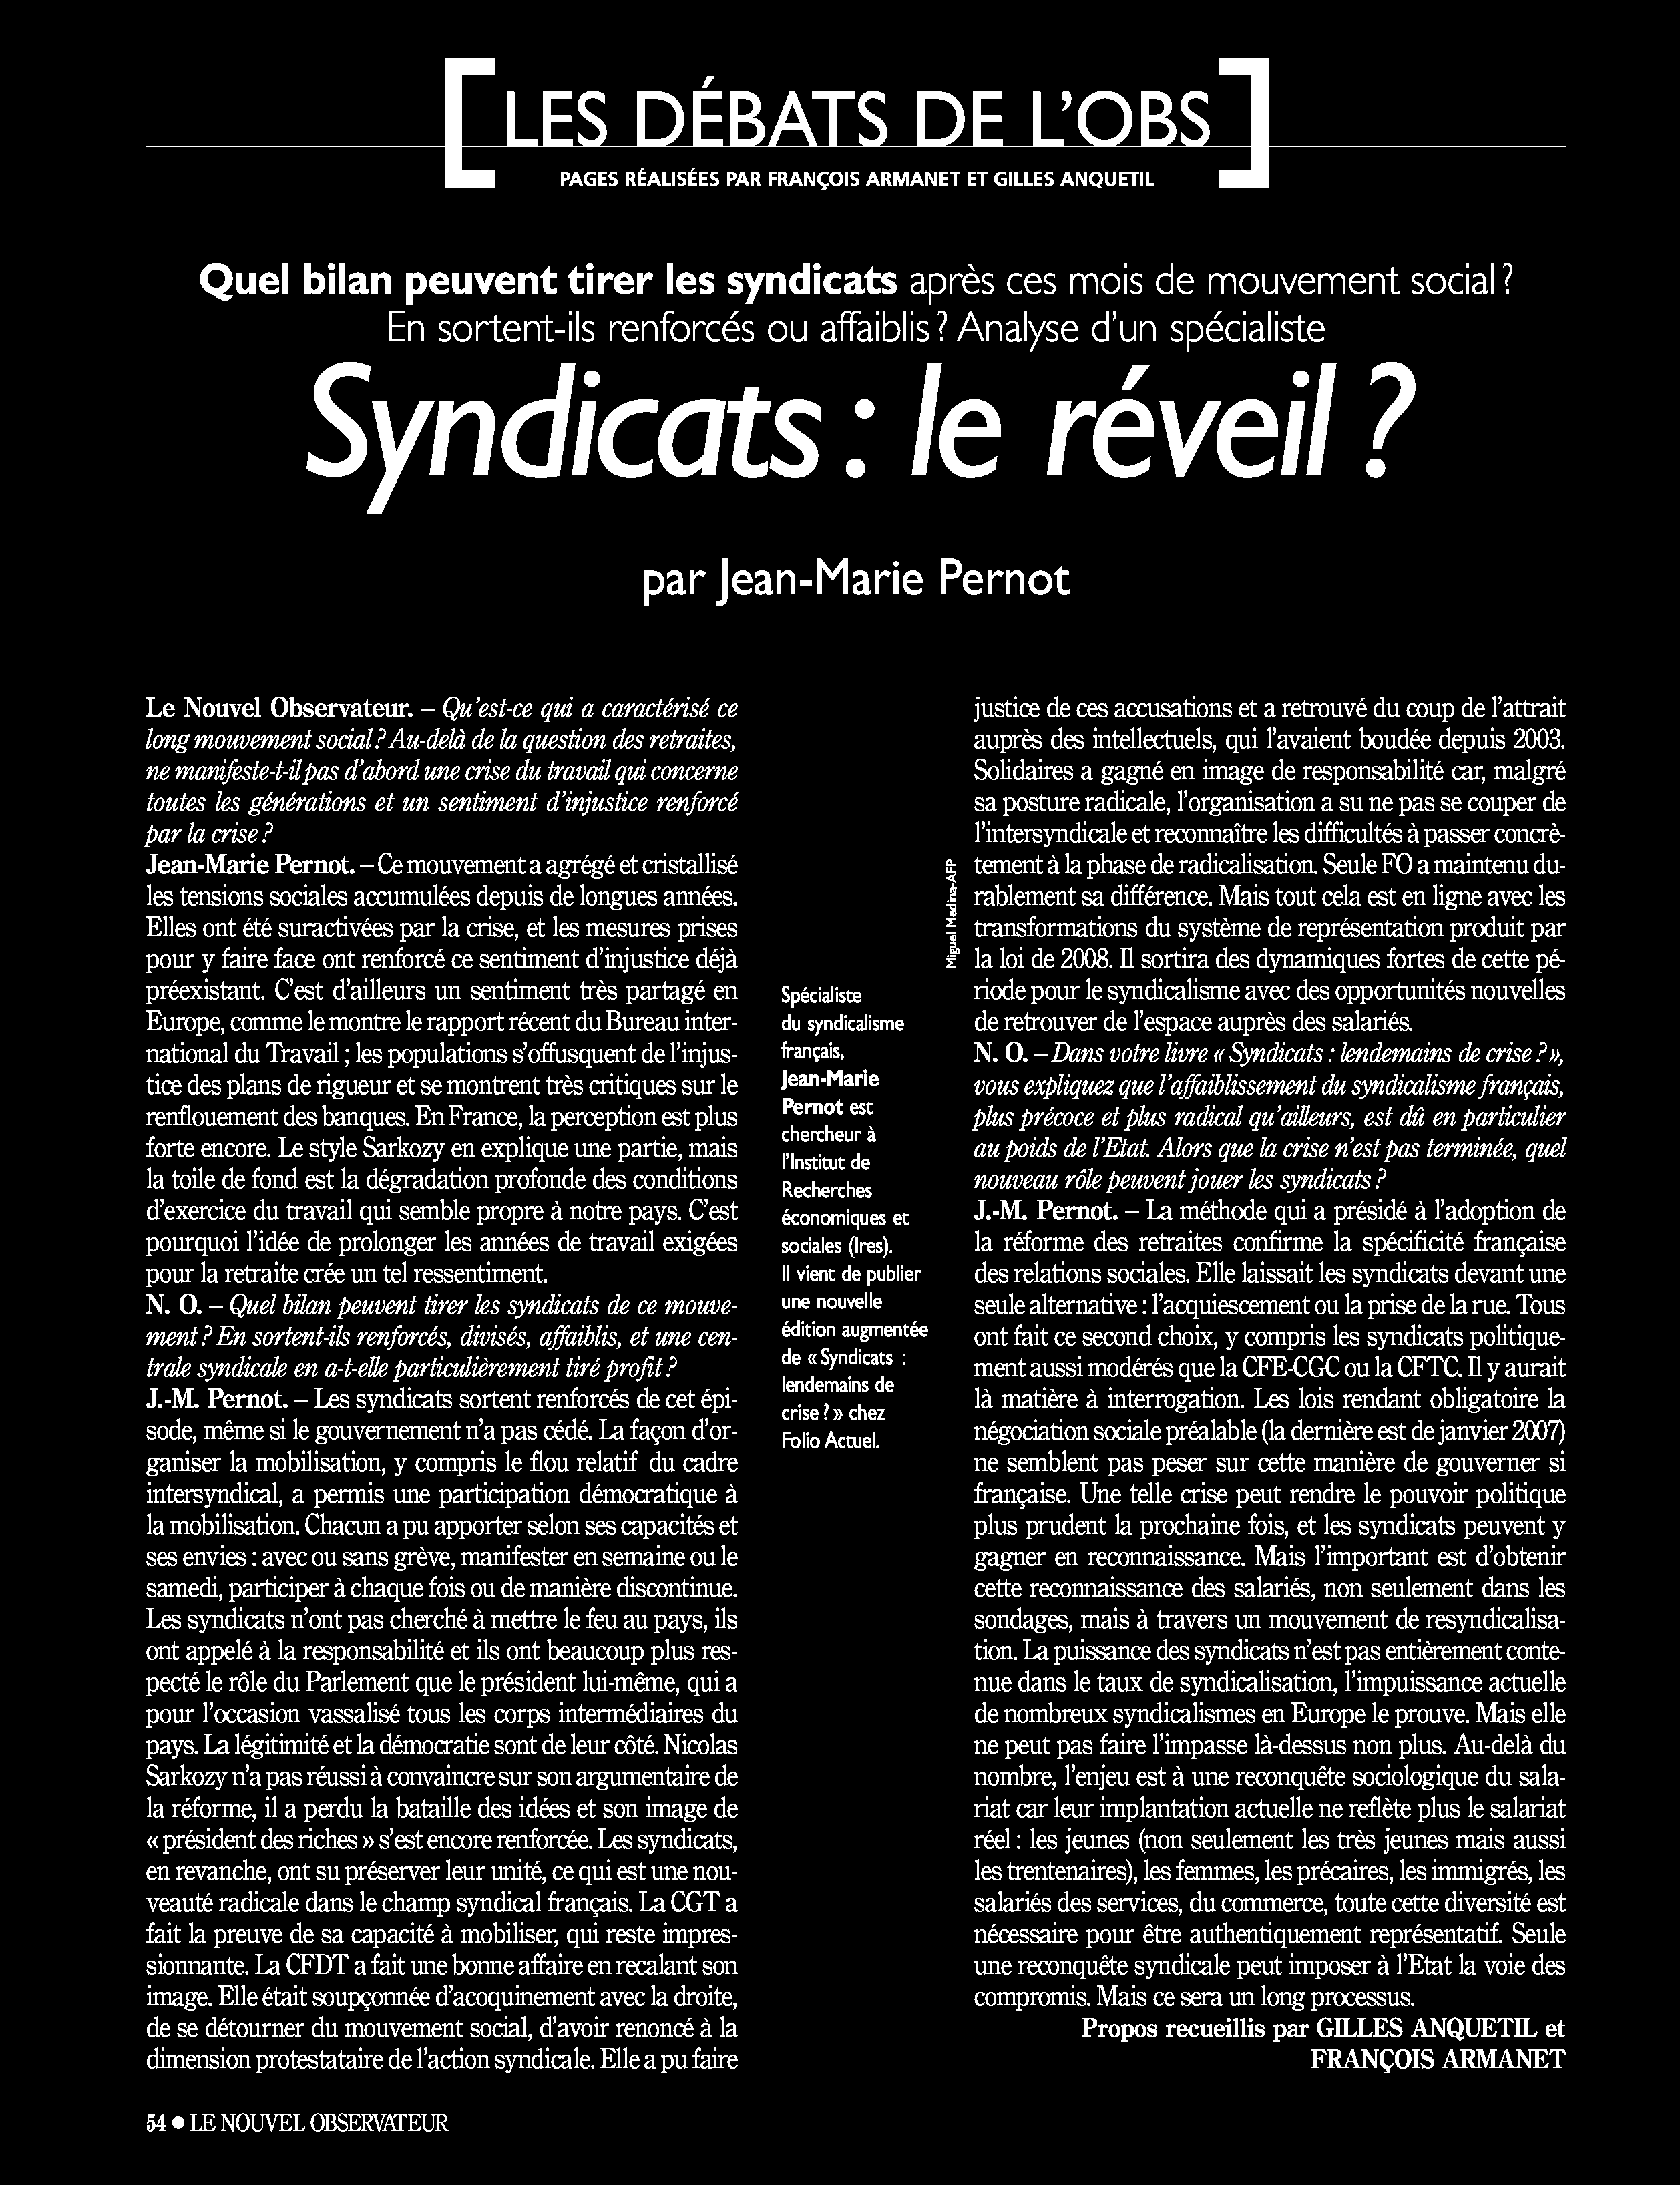 LES DÉBATS DE L’OBS
PAGES RÉALISÉES PAR FRANÇOIS ARMANET ET GILLES ANQUETIL
Quel bilan peuvent tirer les syndicats après ces mois de mouvement social ?
En sortent-ils renforcés ou affaiblis ? Analyse d’un spécialiste
Syndicats : le réveil ?
par Jean-Marie Pernot
Le Nouvel Observateur. – Qu’est-ce qui a caractérisé ce
long mouvement social ? Au-delà de la question des retraites,
ne manifeste-t-il pas d’abord une crise du travail qui concerne
toutes les générations et un sentiment d’injustice renforcé
par la crise ?
Jean-Marie Pernot. – Ce mouvement a agrégé et cristallisé
les tensions sociales accumulées depuis de longues années.
Elles ont été suractivées par la crise, et les mesures prises
pour y faire face ont renforcé ce sentiment d’injustice déjà
préexistant. C’est d’ailleurs un sentiment très partagé en
Europe, comme le montre le rapport récent du Bureau inter-
national du Travail ; les populations s’offusquent de l’injus-
tice des plans de rigueur et se montrent très critiques sur le
renflouement des banques. En France, la perception est plus
forte encore. Le style Sarkozy en explique une partie, mais
la toile de fond est la dégradation profonde des conditions
d’exercice du travail qui semble propre à notre pays. C’est
pourquoi l’idée de prolonger les années de travail exigées
pour la retraite crée un tel ressentiment.
N. O. – Quel bilan peuvent tirer les syndicats de ce mouve-
ment ? En sortent-ils renforcés, divisés, affaiblis, et une cen-
trale syndicale en a-t-elle particulièrement tiré profit ?
J.-M. Pernot. – Les syndicats sortent renforcés de cet épi-
sode, même si le gouvernement n’a pas cédé. La façon d’or-
ganiser la mobilisation, y compris le flou relatif du cadre
intersyndical, a permis une participation démocratique à
la mobilisation. Chacun a pu apporter selon ses capacités et
ses envies : avec ou sans grève, manifester en semaine ou le
samedi, participer à chaque fois ou de manière discontinue.
Les syndicats n’ont pas cherché à mettre le feu au pays, ils
ont appelé à la responsabilité et ils ont beaucoup plus res-
pecté le rôle du Parlement que le président lui-même, qui a
pour l’occasion vassalisé tous les corps intermédiaires du
pays. La légitimité et la démocratie sont de leur côté. Nicolas
Sarkozy n’a pas réussi à convaincre sur son argumentaire de
la réforme, il a perdu la bataille des idées et son image de
« président des riches » s’est encore renforcée. Les syndicats,
en revanche, ont su préserver leur unité, ce qui est une nou-
veauté radicale dans le champ syndical français. La CGT a
fait la preuve de sa capacité à mobiliser, qui reste impres-
sionnante. La CFDT a fait une bonne affaire en recalant son
image. Elle était soupçonnée d’acoquinement avec la droite,
de se détourner du mouvement social, d’avoir renoncé à la
dimension protestataire de l’action syndicale. Elle a pu faire
Miguel Medina-AFP
Spécialiste
du syndicalisme
français,
Jean-Marie
Pernot est
chercheur à
l’Institut de
Recherches
économiques et
sociales (Ires).
Il vient de publier
une nouvelle
édition augmentée
de « Syndicats :
lendemains de
crise ? » chez
Folio Actuel.
justice de ces accusations et a retrouvé du coup de l’attrait
auprès des intellectuels, qui l’avaient boudée depuis 2003.
Solidaires a gagné en image de responsabilité car, malgré
sa posture radicale, l’organisation a su ne pas se couper de
l’intersyndicale et reconnaître les difficultés à passer concrè-
tement à la phase de radicalisation. Seule FO a maintenu du-
rablement sa différence. Mais tout cela est en ligne avec les
transformations du système de représentation produit par
la loi de 2008. Il sortira des dynamiques fortes de cette pé-
riode pour le syndicalisme avec des opportunités nouvelles
de retrouver de l’espace auprès des salariés.
N. O. – Dans votre livre « Syndicats : lendemains de crise ? »,
vous expliquez que l’affaiblissement du syndicalisme français,
plus précoce et plus radical qu’ailleurs, est dû en particulier
au poids de l’Etat. Alors que la crise n’est pas terminée, quel
nouveau rôle peuvent jouer les syndicats ?
J.-M. Pernot. – La méthode qui a présidé à l’adoption de
la réforme des retraites confirme la spécificité française
des relations sociales. Elle laissait les syndicats devant une
seule alternative : l’acquiescement ou la prise de la rue. Tous
ont fait ce second choix, y compris les syndicats politique-
ment aussi modérés que la CFE-CGC ou la CFTC. Il y aurait
là matière à interrogation. Les lois rendant obligatoire la
négociation sociale préalable (la dernière est de janvier 2007)
ne semblent pas peser sur cette manière de gouverner si
française. Une telle crise peut rendre le pouvoir politique
plus prudent la prochaine fois, et les syndicats peuvent y
gagner en reconnaissance. Mais l’important est d’obtenir
cette reconnaissance des salariés, non seulement dans les
sondages, mais à travers un mouvement de resyndicalisa-
tion. La puissance des syndicats n’est pas entièrement conte-
nue dans le taux de syndicalisation, l’impuissance actuelle
de nombreux syndicalismes en Europe le prouve. Mais elle
ne peut pas faire l’impasse là-dessus non plus. Au-delà du
nombre, l’enjeu est à une reconquête sociologique du sala-
riat car leur implantation actuelle ne reflète plus le salariat
réel : les jeunes (non seulement les très jeunes mais aussi
les trentenaires), les femmes, les précaires, les immigrés, les
salariés des services, du commerce, toute cette diversité est
nécessaire pour être authentiquement représentatif. Seule
une reconquête syndicale peut imposer à l’Etat la voie des
compromis. Mais ce sera un long processus.
Propos recueillis par GILLES ANQUETIL et
FRANÇOIS ARMANET
54 ● LE NOUVEL OBSERVATEUR